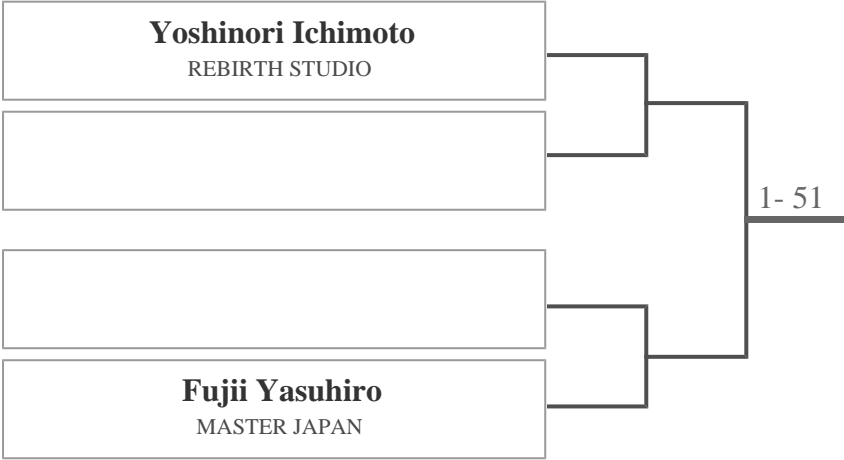 Yoshinori Ichimoto
REBIRTH STUDIO
1- 51
Fujii Yasuhiro
MASTER JAPAN